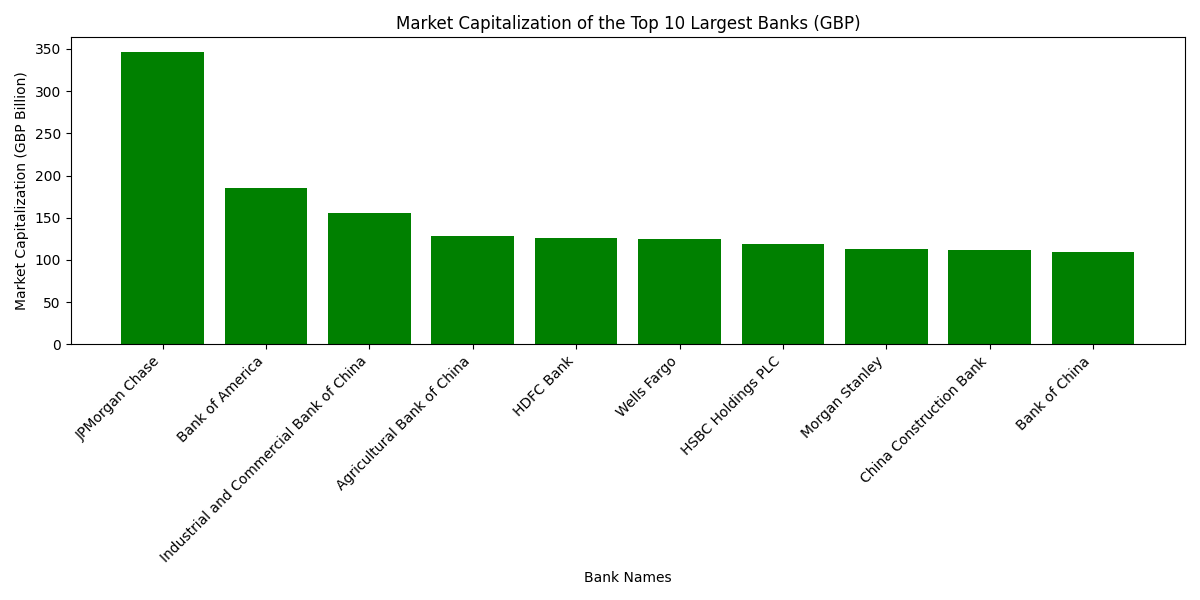 Market Capitalization of the Top 10 Largest Banks (GBP)
Market Capitalization (GBP Billion)
350
300
250
200
150
100
50
0
JPMorgan Chase
Bank of America
Industrial and Commercial Bank of China
Agricultural Bank of China
HDFC Bank
Wells Fargo
HSBC Holdings PLC
Morgan Stanley
China Construction Bank
Bank of China
Bank Names